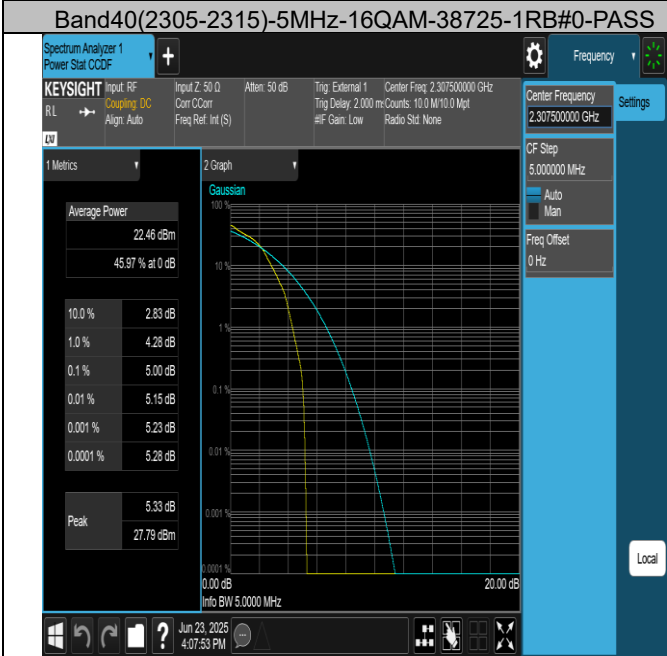 Band40(2305-2315)-5MHz-16QAM-38725-1RB#0-PASS
Spectrum Analyzer 1
Power Stat CCDF
Frequency
KEYSIGHT
RL
LXI
Input: RF
Coupling: DC
Align: Auto
Input Z: 50 Ω
Corr CCorr
Freq Ref: Int (S)
Atten: 50 dB
Trig: External 1
Trig Delay: 2.000 ms
#IF Gain: Low
Center Freq: 2.307500000 GHz
Counts: 10.0 M/10.0 Mpt
Radio Std: None
Center Frequency
2.307500000 GHz
Settings
CF Step
5.000000 MHz
Auto
Man
Freq Offset
0 Hz
1 Metrics
2 Graph
Average Power
22.46 dBm
45.97 % at 0 dB
10.0 % 2.83 dB
1.0 % 4.28 dB
0.1 % 5.00 dB
0.01 % 5.15 dB
0.001 % 5.23 dB
0.0001 % 5.28 dB
Peak
5.33 dB
27.79 dBm
Gaussian
100 %
10 %
1 %
0.1 %
0.01 %
0.001 %
0.0001 %
0.00 dB
20.00 dB
Info BW 5.0000 MHz
Local
Jun 23, 2025
4:07:53 PM